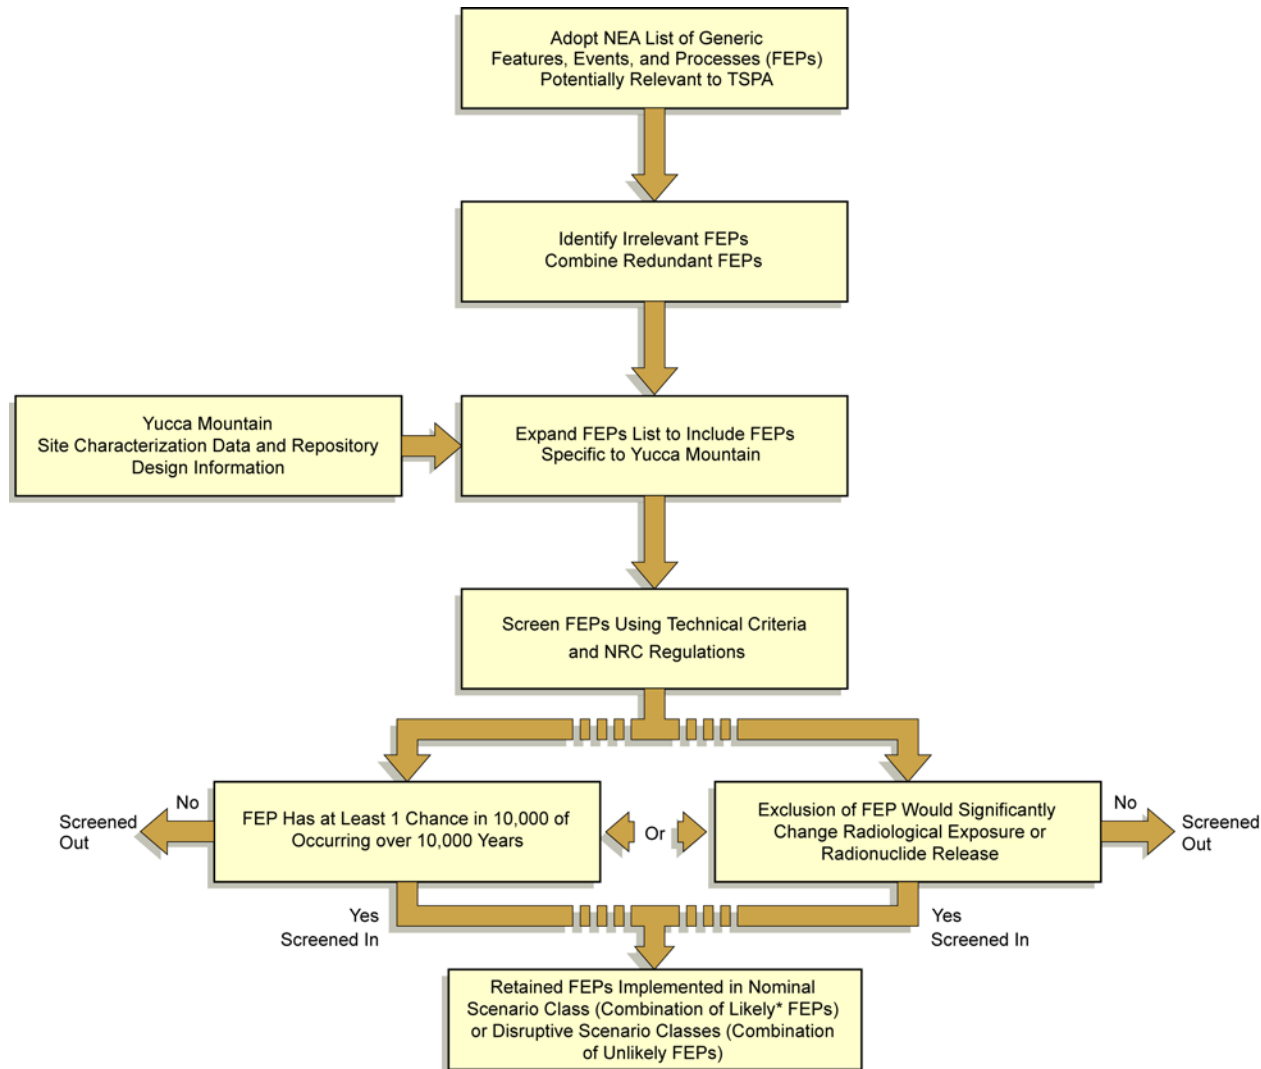 Adopt NEA List of Generic
Features, Events, and Processes (FEPs)
Potentially Relevant to TSPA
Identify Irrelevant FEPs
Combine Redundant FEPs
Yucca Mountain
Site Characterization Data and Repository
Design Information
Expand FEPs List to Include FEPs
Specific to Yucca Mountain
Screen FEPs Using Technical Criteria
and NRC Regulations
No
Screened
Out
FEP Has at Least 1 Chance in 10,000 of
Occurring over 10,000 Years
Or
Exclusion of FEP Would Significantly
Change Radiological Exposure or
Radionuclide Release
No
Screened
Out
Yes
Screened In
Yes
Screened In
Retained FEPs Implemented in Nominal
Scenario Class (Combination of Likely* FEPs)
or Disruptive Scenario Classes (Combination
of Unlikely FEPs)